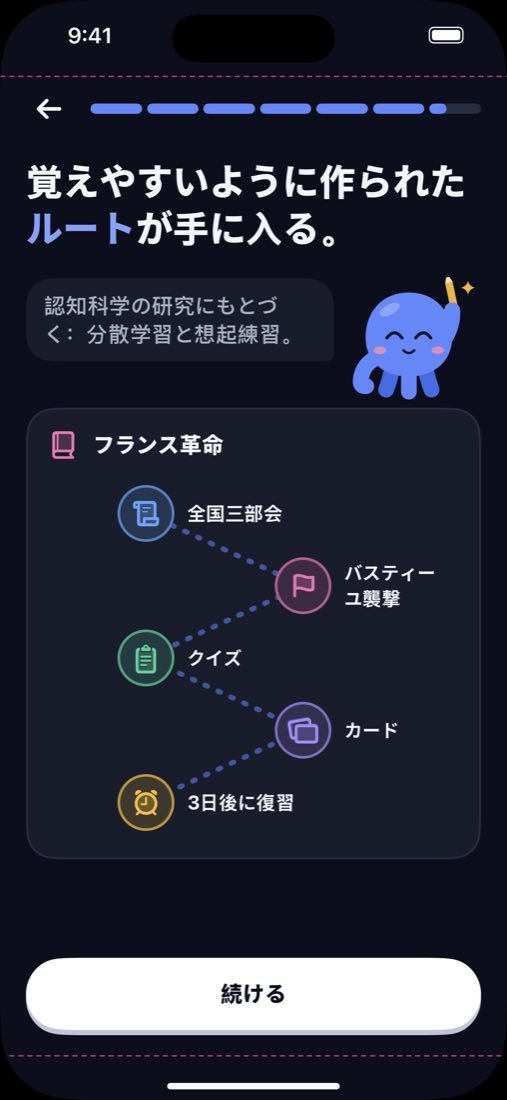 9:41
覚えやすいように作られた
ルートが手に入る。
認知科学の研究にもとづ
く：分散学習と想起練習。
フランス革命
全国三部会
バスティー
ユ襲撃
クイズ
カード
3日後に復習
続ける